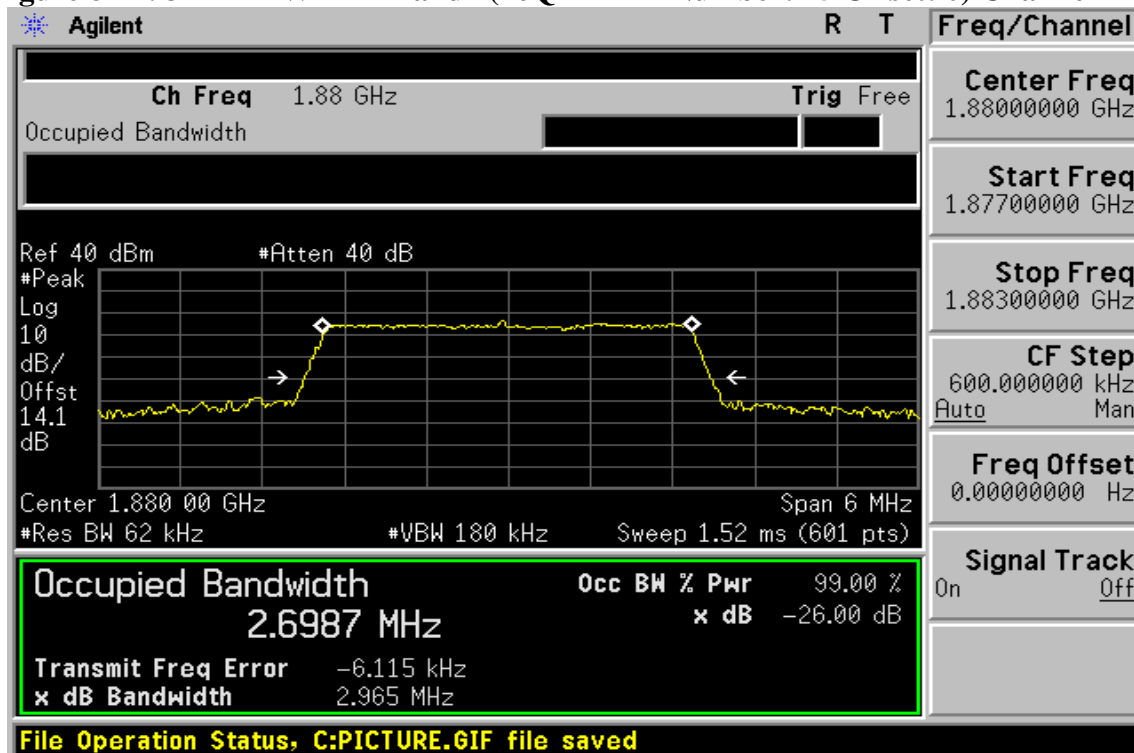 Agilent R T Freq/Channel
Ch Freq 1.88 GHz Trig Free
Occupied Bandwidth
Center Freq
1.88000000 GHz
Start Freq
1.87700000 GHz
Stop Freq
1.88300000 GHz
CF Step
600.000000 kHz
Auto Man
Freq Offset
0.00000000 Hz
Signal Track
On Off
Ref 40 dBm #Atten 40 dB
#Peak
Log
10
dB/
Offst
14.1
dB
Center 1.880 00 GHz Span 6 MHz
#Res BW 62 kHz #VBW 180 kHz Sweep 1.52 ms (601 pts)
Occupied Bandwidth
2.6987 MHz
Occ BW % Pwr 99.00 %
x dB -26.00 dB
Transmit Freq Error -6.115 kHz
x dB Bandwidth 2.965 MHz
File Operation Status, C:PICTURE.GIF file saved